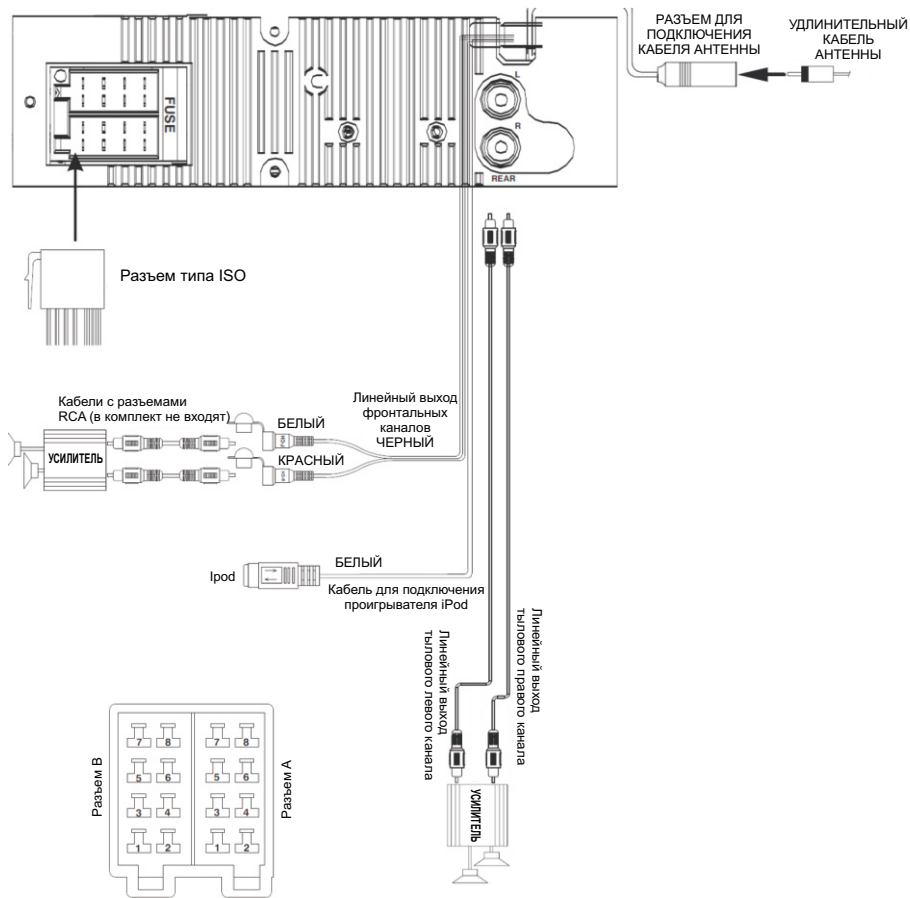 РАЗЪЕМ ДЛЯ
ПОДКЛЮЧЕНИЯ
КАБЕЛЯ АНТЕННЫ
УДЛИНИТЕЛЬНЫЙ
КАБЕЛЬ
АНТЕННЫ
FUSE
L
R
REAR
Разъем типа ISO
Кабели с разъемами
RCA (в комплект не входят)
УСИЛИТЕЛЬ
БЕЛЫЙ
КРАСНЫЙ
Линейный выход
фронтальных
каналов
ЧЕРНЫЙ
Ipod
БЕЛЫЙ
Кабель для подключения
проигрывателя iPod
Линейный выход
тылового левого канала
Линейный выход
тылового правого канала
УСИЛИТЕЛЬ
Разъем B
Разъем A
7 8 7 8
5 6 5 6
3 4 3 4
1 2 1 2